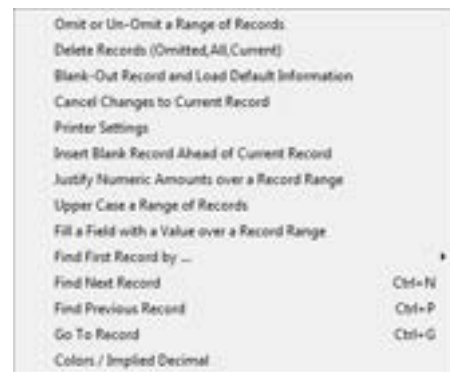 Omit or Un-Omit a Range of Records
Delete Records (Omitted,All,Current)
Blank-Out Record and Load Default Information
Cancel Changes to Current Record
Printer Settings
Insert Blank Record Ahead of Current Record
Justify Numeric Amounts over a Record Range
Upper Case a Range of Records
Fill a Field with a Value over a Record Range
Find First Record by ...
Find Next Record Ctrl+N
Find Previous Record Ctrl+P
Go To Record Ctrl+G
Colors / Implied Decimal